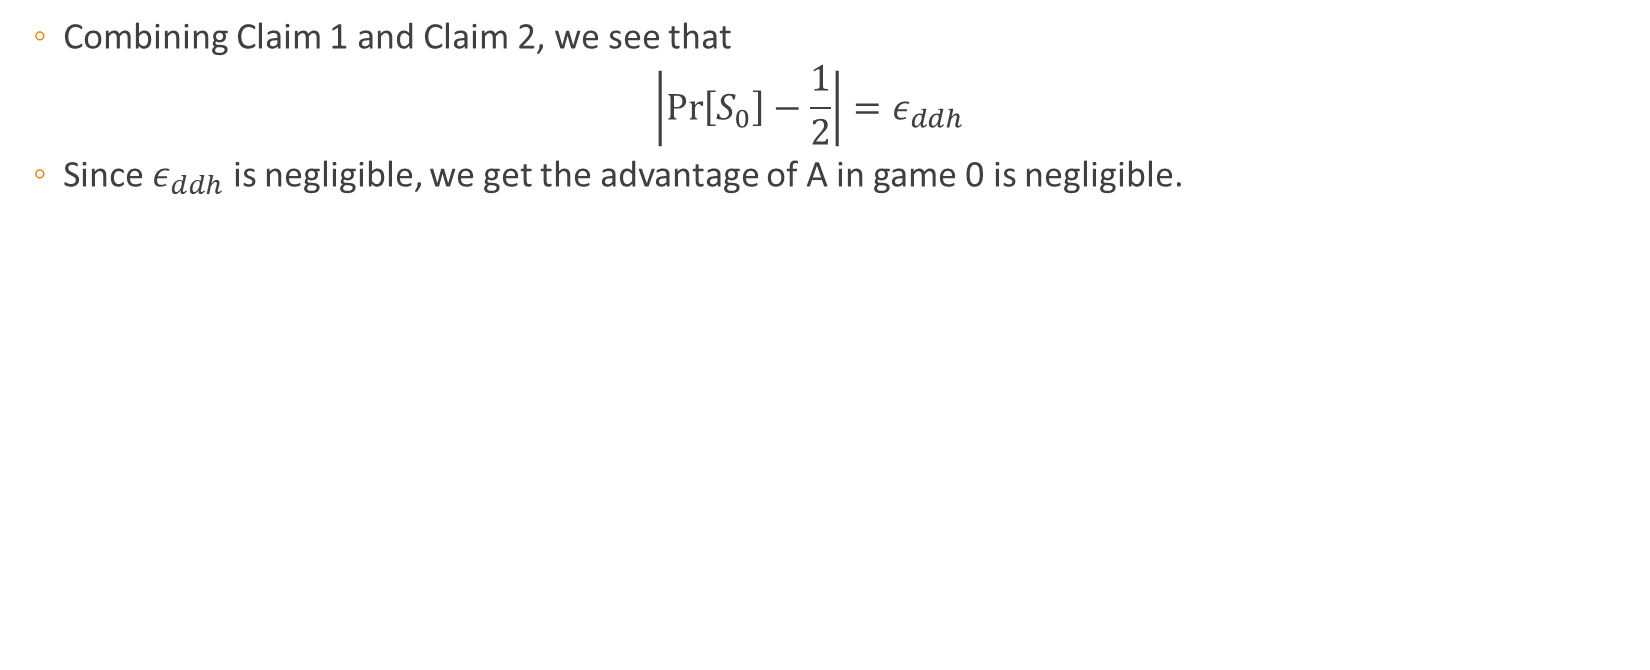 ◦ Combining Claim 1 and Claim 2, we see that
|Pr[S₀] − 1/2| = ϵ_ddh
◦ Since ϵ_ddh is negligible, we get the advantage of A in game 0 is negligible.